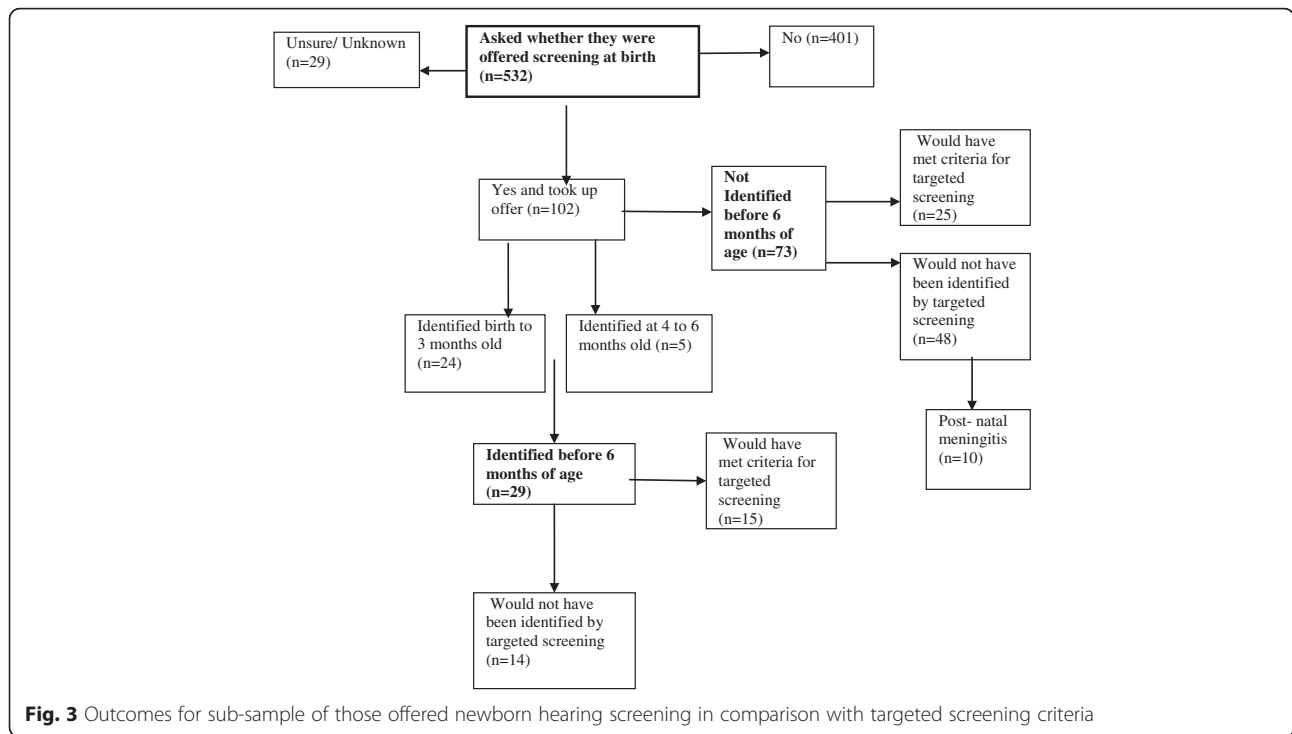 Unsure/ Unknown
(n=29)
Asked whether they were
offered screening at birth
(n=532)
No (n=401)
Yes and took up
offer (n=102)
Not
Identified
before 6
months of
age (n=73)
Would have
met criteria for
targeted
screening
(n=25)
Would not have
been identified
by targeted
screening
(n=48)
Identified birth to
3 months old
(n=24)
Identified at 4 to 6
months old (n=5)
Post- natal
meningitis
(n=10)
Identified before 6
months of age
(n=29)
Would have
met criteria for
targeted
screening
(n=15)
Would not have
been identified by
targeted screening
(n=14)
Fig. 3 Outcomes for sub-sample of those offered newborn hearing screening in comparison with targeted screening criteria